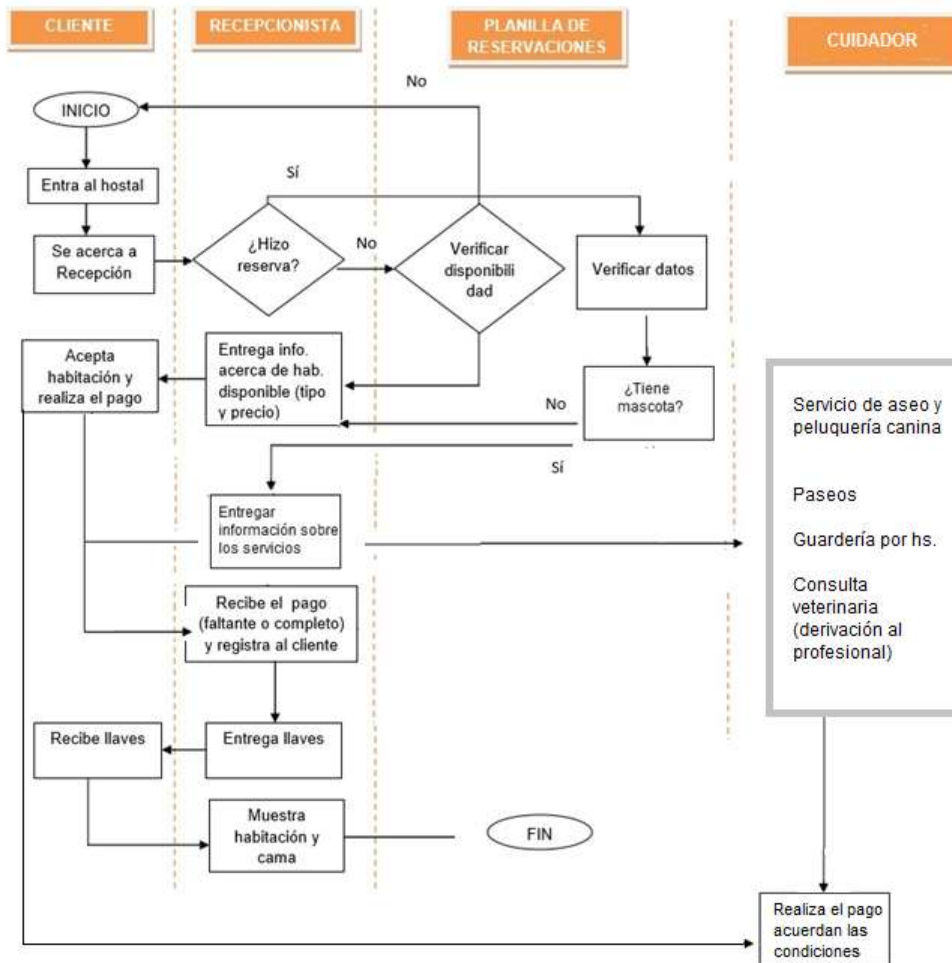 CLIENTE
RECEPCIONISTA
PLANILLA DE
RESERVACIONES
CUIDADOR
No
INICIO
Sí
Entra al hostal
Se acerca a
Recepción
¿Hizo
reserva?
No
Verificar
disponibili
dad
Verificar datos
Acepta
habitación y
realiza el pago
Entrega info.
acerca de hab.
disponible (tipo
y precio)
No
¿Tiene
mascota?
Sí
Servicio de aseo y
peluquería canina
Paseos
Guardería por hs.
Consulta
veterinaria
(derivación al
profesional)
Entregar
información sobre
los servicios
Recibe el pago
(faltante o completo)
y registra al cliente
Recibe llaves
Entrega llaves
Muestra
habitación y
cama
FIN
Realiza el pago
acuerdan las
condiciones